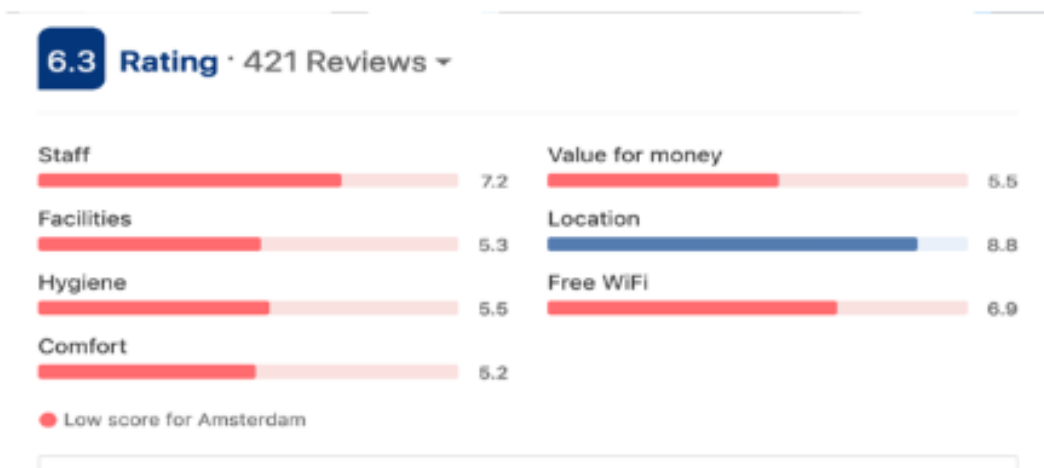 6.3 Rating · 421 Reviews
Staff 7.2
Value for money 5.5
Facilities 5.3
Location 8.8
Hygiene 5.5
Free WiFi 6.9
Comfort 5.2
Low score for Amsterdam